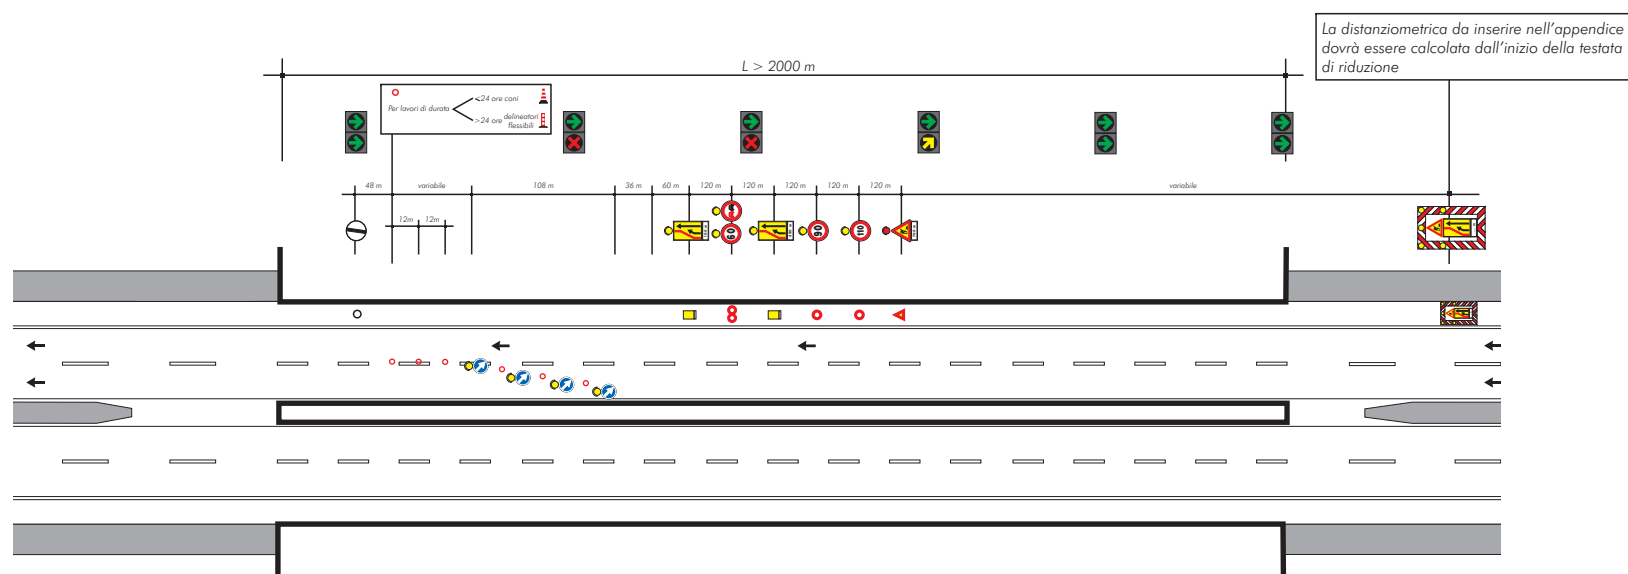 La distanziometrica da inserire nell'appendice
dovrà essere calcolata dall'inizio della testata
di riduzione
L > 2000 m
Per lavori di durata
<24 ore coni
>24 ore delineatori
flessibili
48 m
variabile
108 m
36 m
60 m
120 m
120 m
120 m
120 m
120 m
variabile
12m
12m
60
90
110